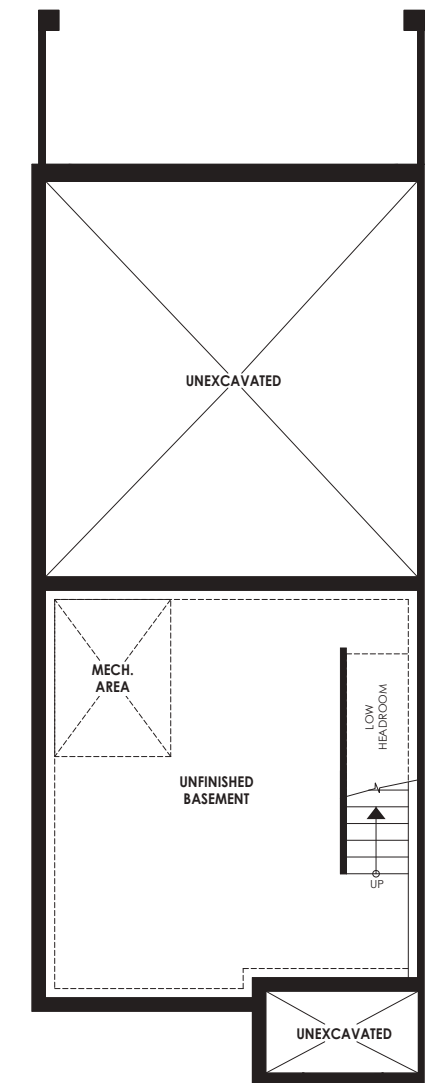 UNEXCAVATED
MECH.
AREA
LOW
HEADROOM
UNFINISHED
BASEMENT
UP
UNEXCAVATED